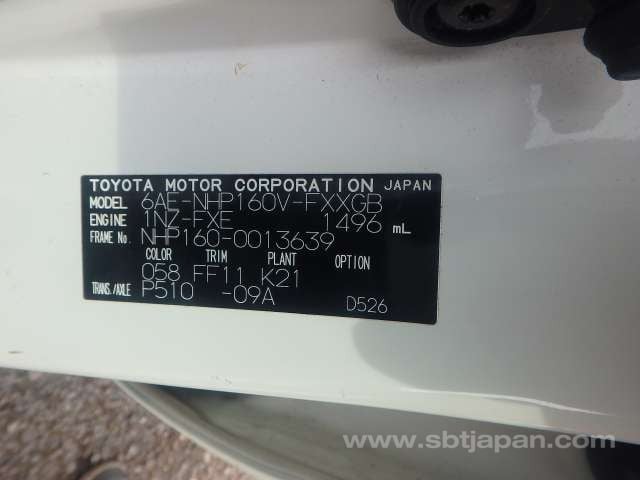 TOYOTA MOTOR CORPORATION JAPAN
MODEL 6AE-NHP160V-FXXGB
ENGINE 1NZ-FXE 1496 mL
FRAME No. NHP160-0013639
COLOR TRIM PLANT OPTION
058 FF11 K21
TRANS./AXLE P510 -09A
D526
www.sbtjapan.com